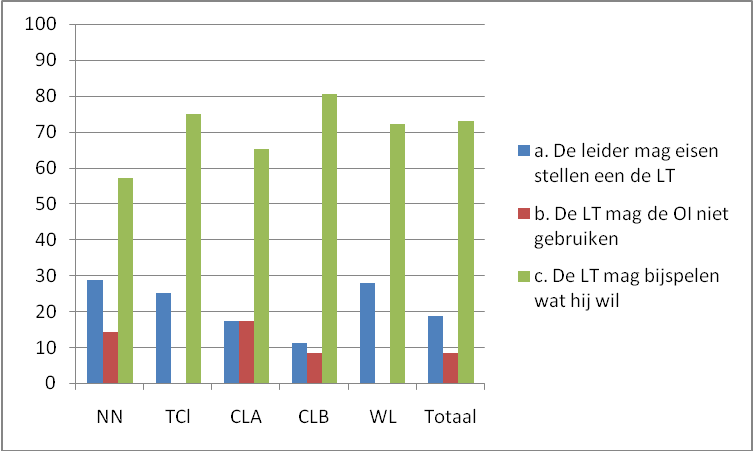 100
90
80
70
60
50
40
30
20
10
0
NN TCl CLA CLB WL Totaal
a. De leider mag eisen
stellen een de LT
b. De LT mag de OI niet
gebruiken
c. De LT mag bijspelen
wat hij wil